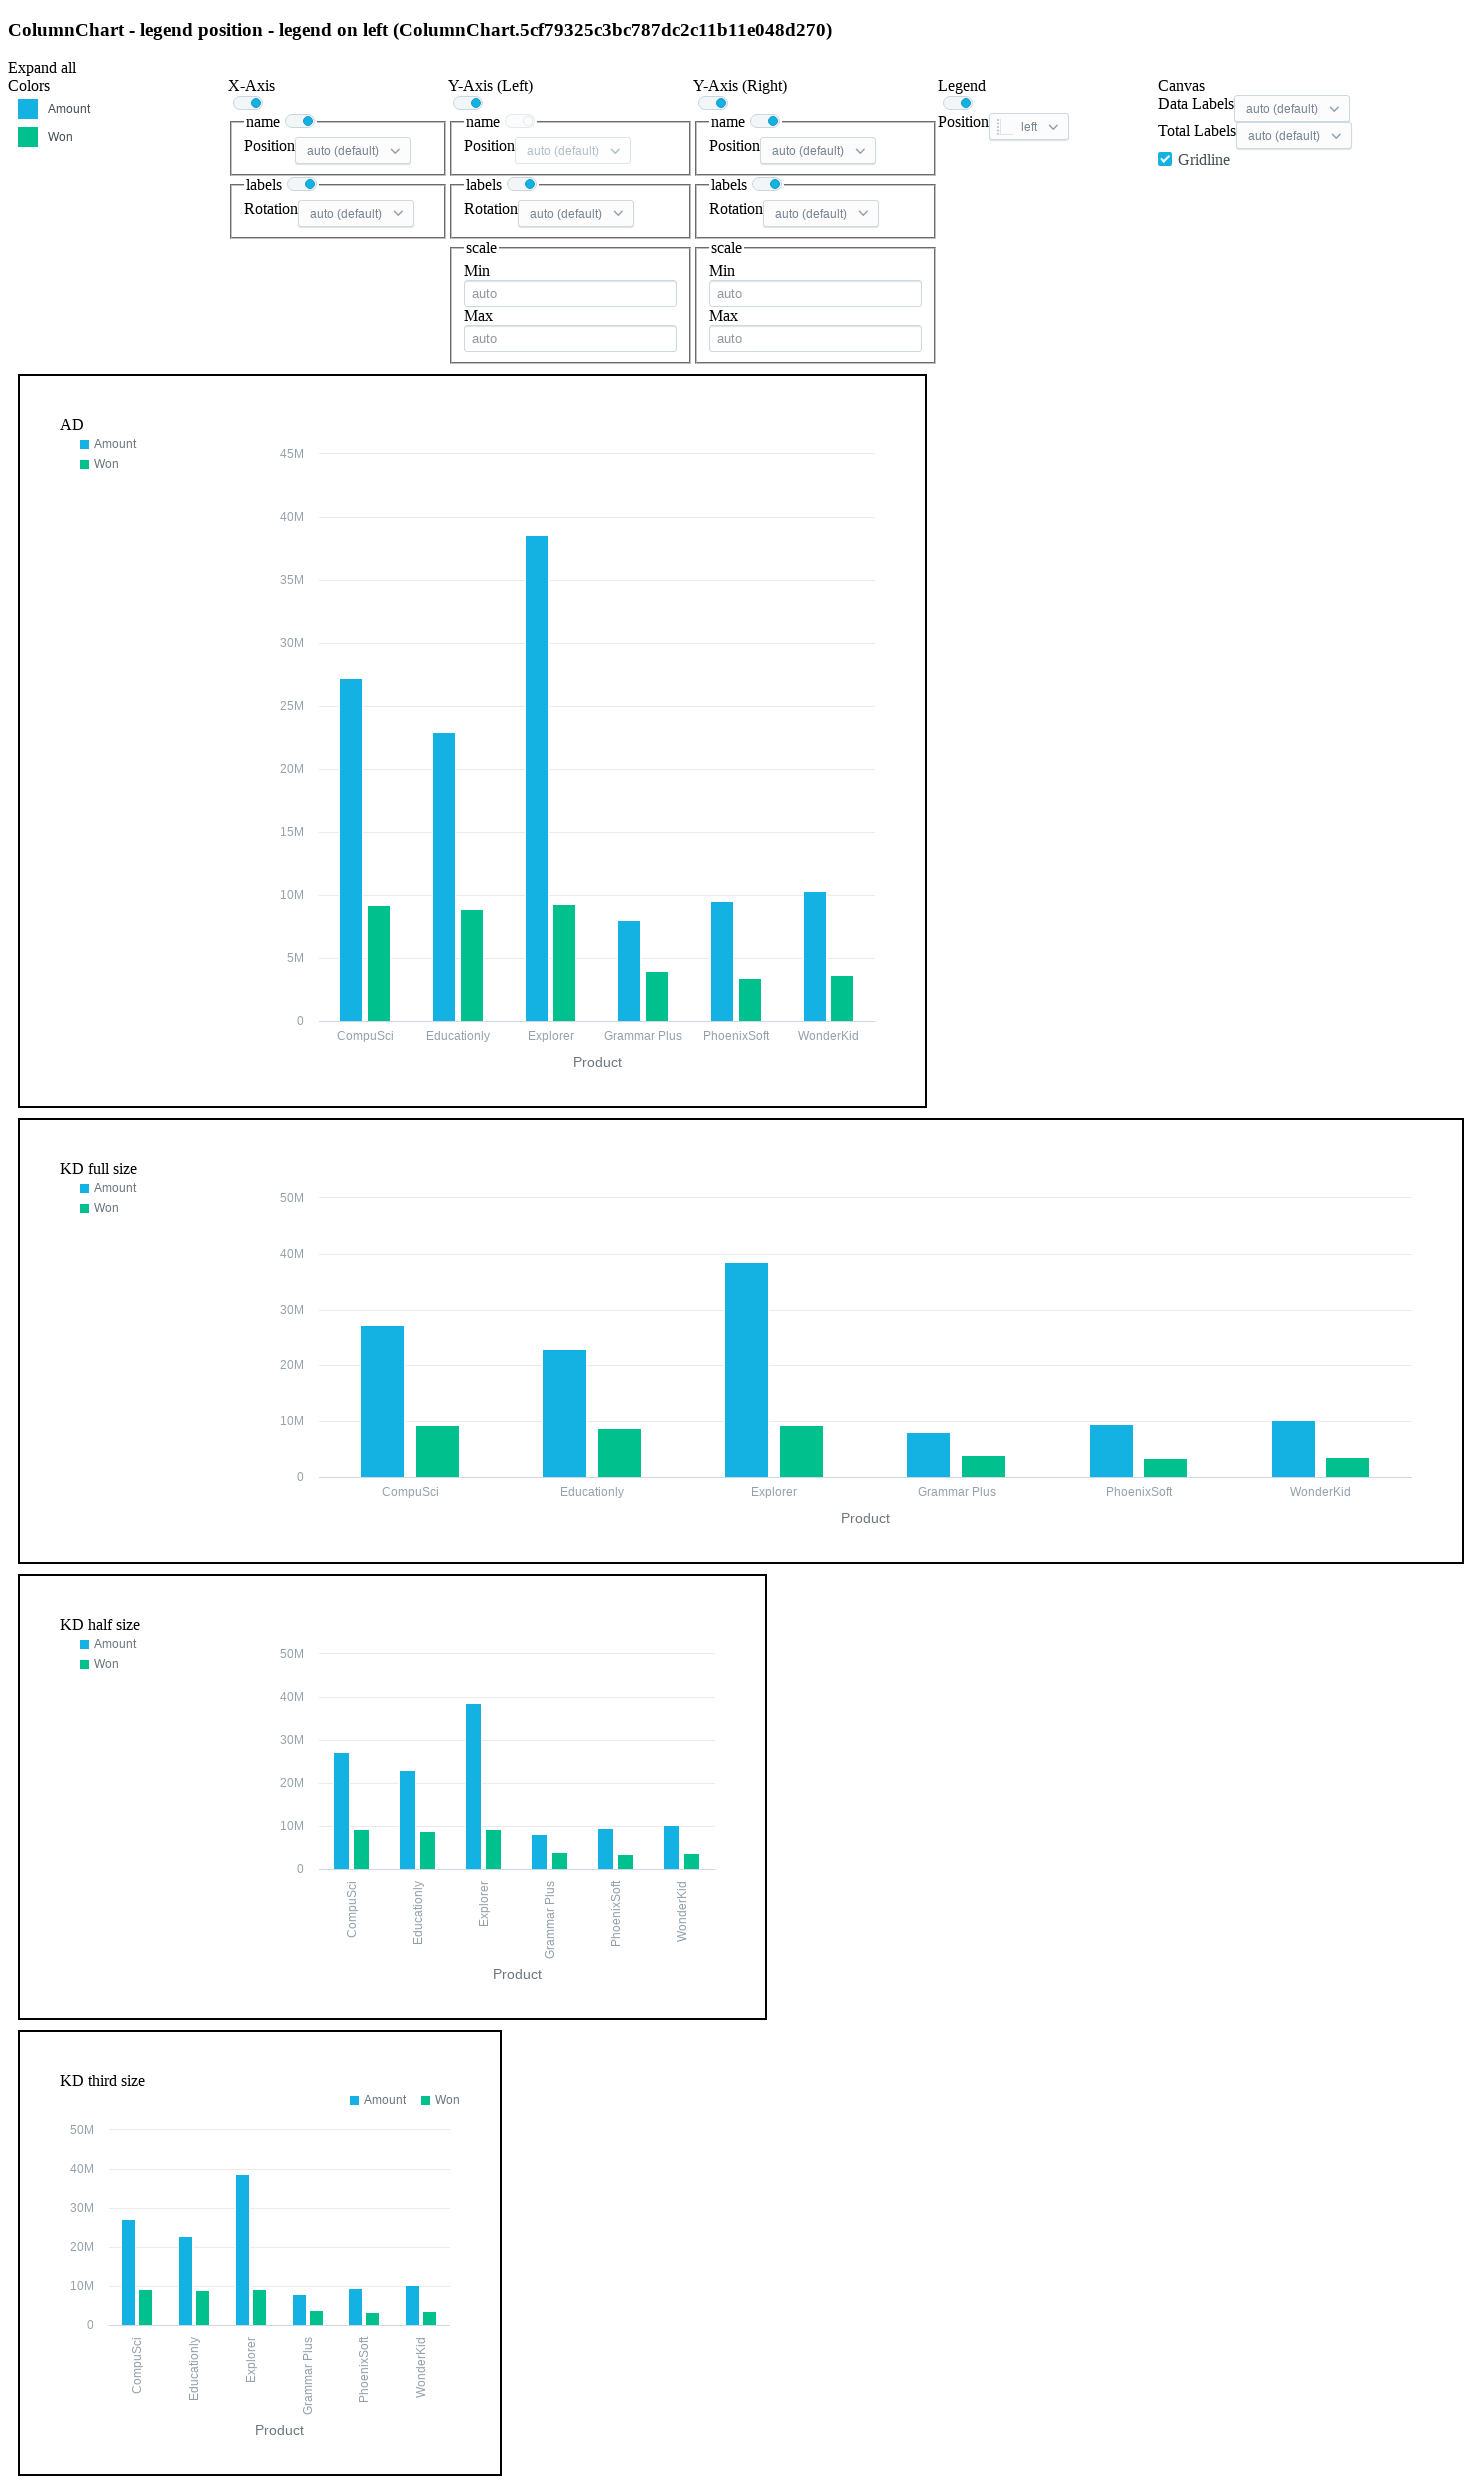 ColumnChart - legend position - legend on left (ColumnChart.5cf79325c3bc787dc2c11b11e048d270)
Expand all
Colors
Amount
Won
X-Axis
name
Position auto (default)
labels
Rotation auto (default)
Y-Axis (Left)
name
Position auto (default)
labels
Rotation auto (default)
scale
Min
auto
Max
auto
Y-Axis (Right)
name
Position auto (default)
labels
Rotation auto (default)
scale
Min
auto
Max
auto
Legend
Position left
Canvas
Data Labels auto (default)
Total Labels auto (default)
Gridline
AD
Amount
Won
45M
40M
35M
30M
25M
20M
15M
10M
5M
0
CompuSci Educationly Explorer Grammar Plus PhoenixSoft WonderKid
Product
KD full size
Amount
Won
50M
40M
30M
20M
10M
0
CompuSci Educationly Explorer Grammar Plus PhoenixSoft WonderKid
Product
KD half size
Amount
Won
50M
40M
30M
20M
10M
0
CompuSci
Educationly
Explorer
Grammar Plus
PhoenixSoft
WonderKid
Product
KD third size
Amount Won
50M
40M
30M
20M
10M
0
CompuSci
Educationly
Explorer
Grammar Plus
PhoenixSoft
WonderKid
Product